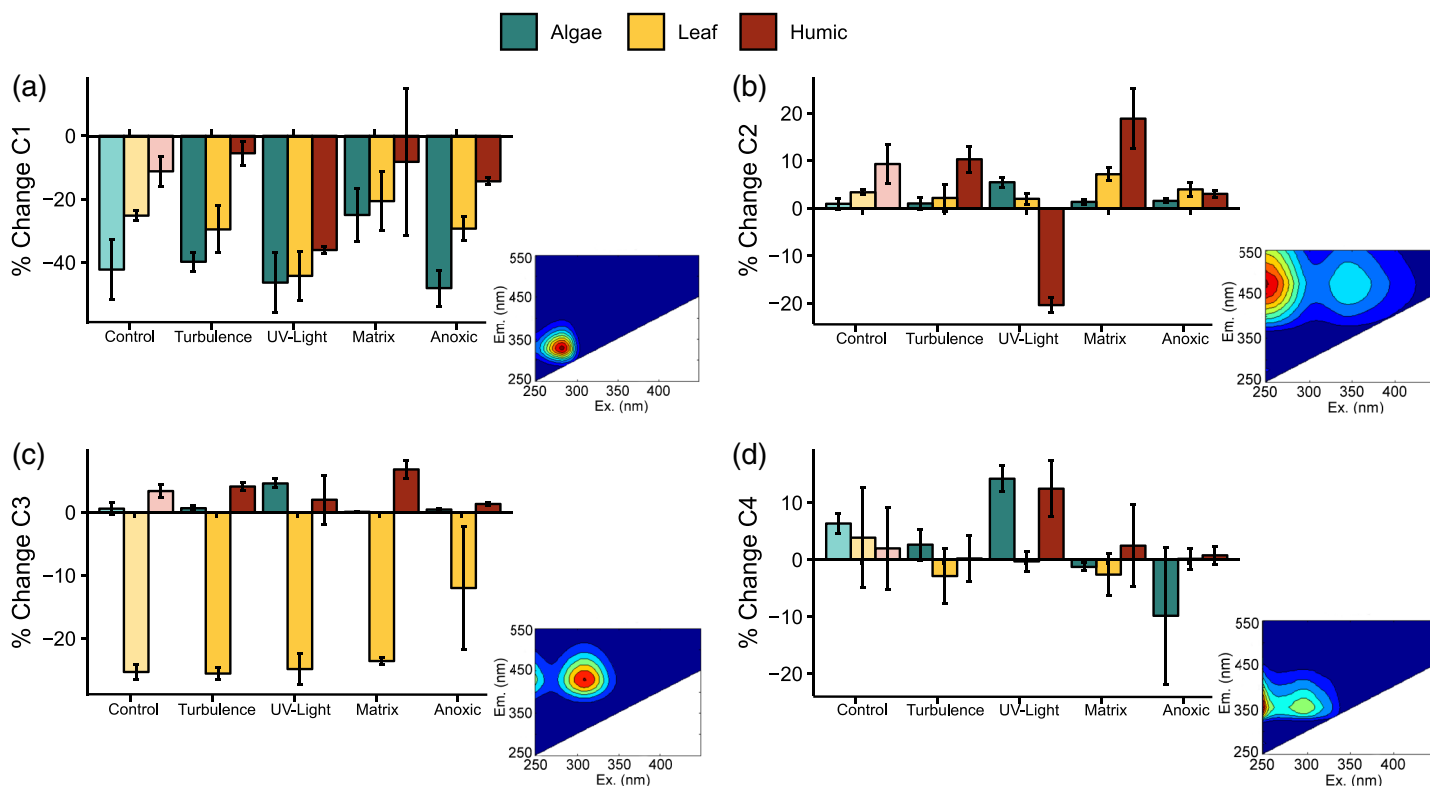 Algae Leaf Humic
(a)
% Change C1
0
−20
−40
Control Turbulence UV-Light Matrix Anoxic
Em. (nm)
550
450
350
250
250 300 350 400
Ex. (nm)
(b)
% Change C2
20
10
0
−10
−20
Control Turbulence UV-Light Matrix Anoxic
Em. (nm)
550
450
350
250
250 300 350 400
Ex. (nm)
(c)
% Change C3
0
−10
−20
Control Turbulence UV-Light Matrix Anoxic
Em. (nm)
550
450
350
250
250 300 350 400
Ex. (nm)
(d)
% Change C4
10
0
−10
−20
Control Turbulence UV-Light Matrix Anoxic
Em. (nm)
550
450
350
250
250 300 350 400
Ex. (nm)